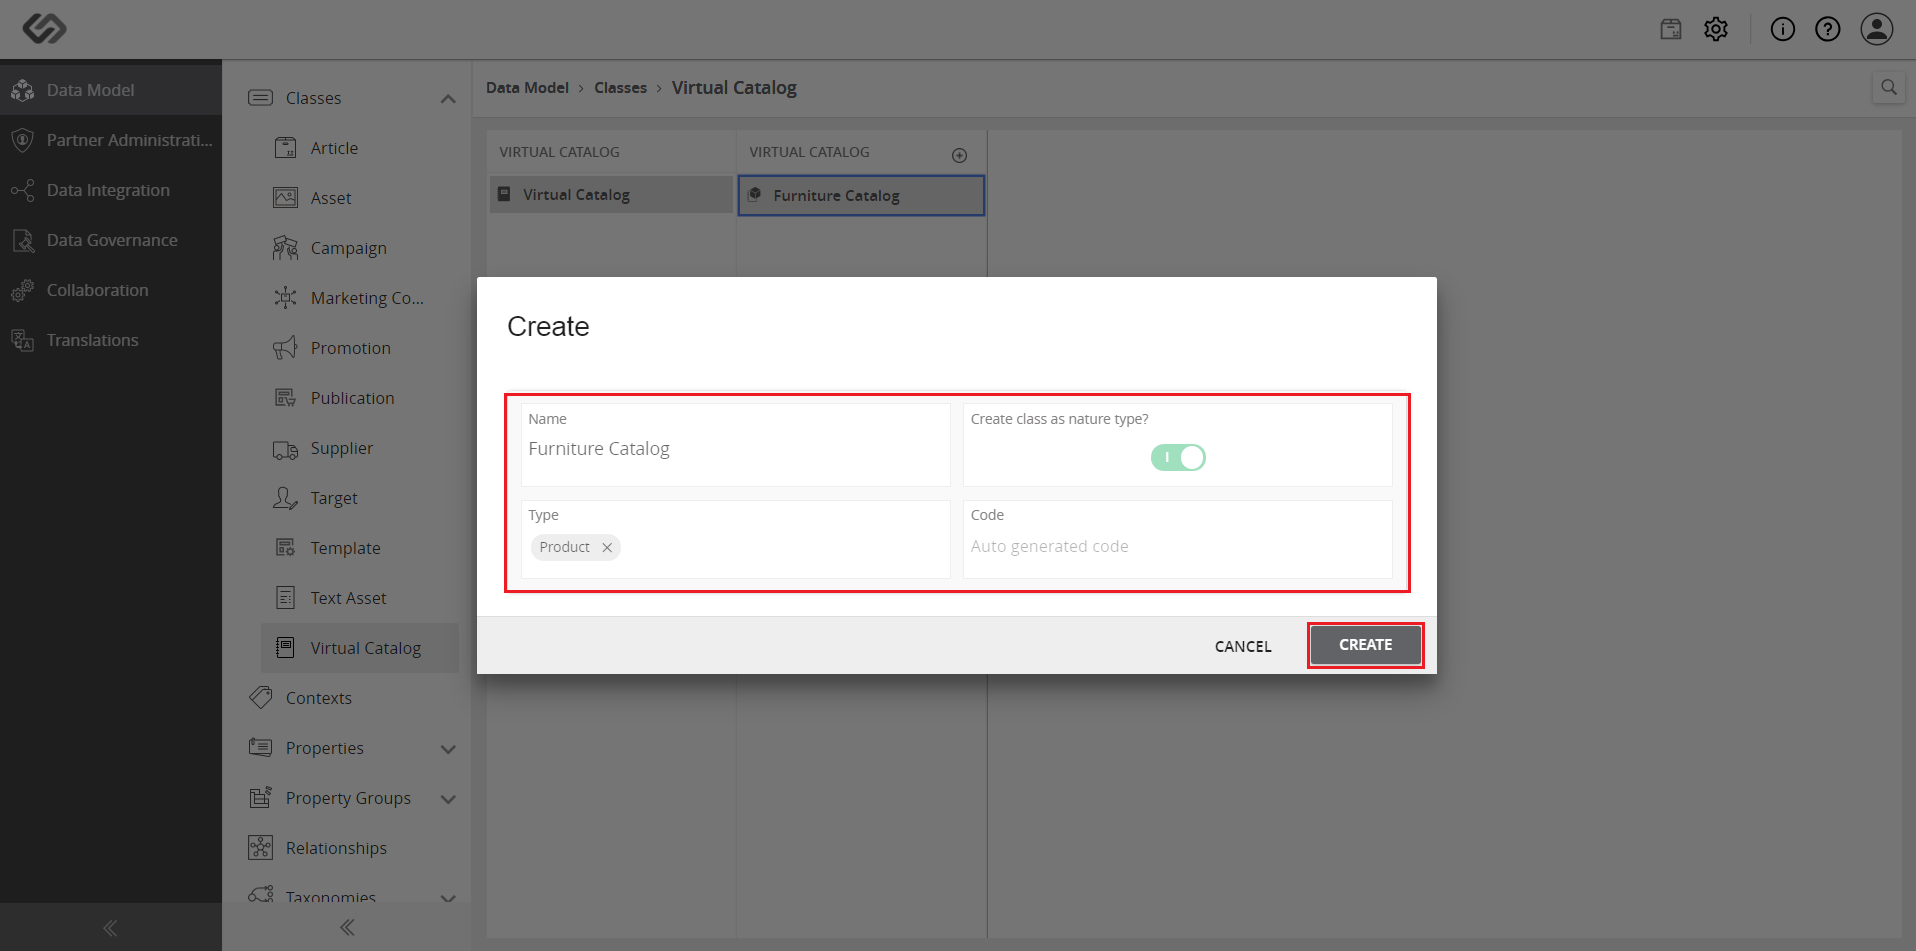 Data Model
Partner Administrati...
Data Integration
Data Governance
Collaboration
Translations
Classes
Article
Asset
Campaign
Marketing Co...
Promotion
Publication
Supplier
Target
Template
Text Asset
Virtual Catalog
Contexts
Properties
Property Groups
Relationships
Taxonomies
Data Model › Classes › Virtual Catalog
VIRTUAL CATALOG
Virtual Catalog
VIRTUAL CATALOG
Furniture Catalog
Create
Name
Furniture Catalog
Create class as nature type?
Type
Product
Code
Auto generated code
CANCEL
CREATE